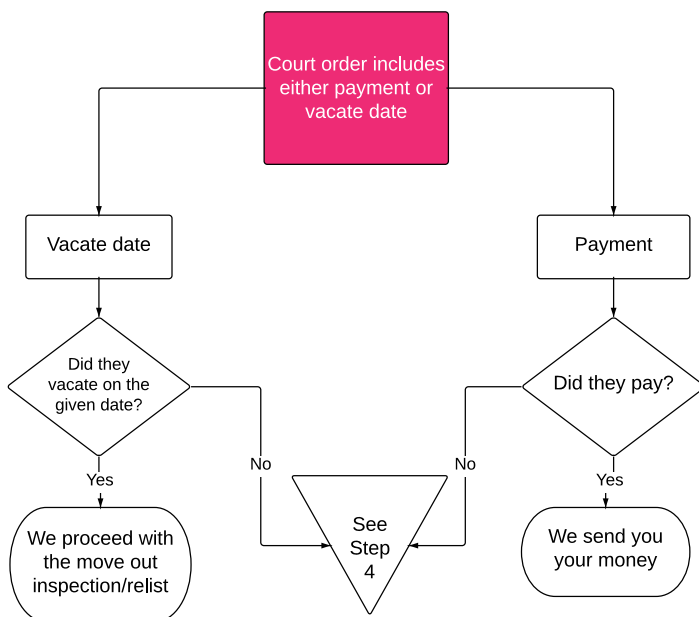 Court order includes
either payment or
vacate date
Vacate date
Payment
Did they
vacate on the
given date?
Did they pay?
No
No
Yes
Yes
See
Step
4
We proceed with
the move out
inspection/relist
We send you
your money